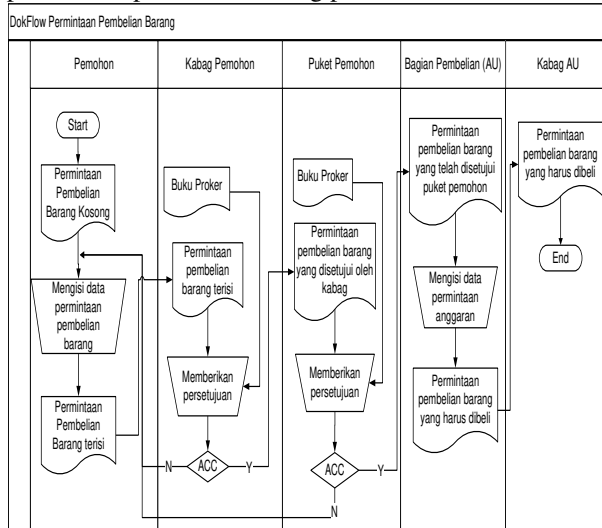 DokFlow Permintaan Pembelian Barang
Pemohon
Kabag Pemohon
Puket Pemohon
Bagian Pembelian (AU)
Kabag AU
Start
Permintaan
Pembelian
Barang Kosong
Mengisi data
permintaan
pembelian
barang
Permintaan
Pembelian
Barang terisi
Buku Proker
Permintaan
pembelian
barang terisi
Memberikan
persetujuan
N
ACC
Y
Buku Proker
Permintaan
pembelian barang
yang disetujui oleh
kabag
Memberikan
persetujuan
ACC
Y
N
Permintaan
pembelian barang
yang telah disetujui
puket pemohon
Mengisi data
permintaan
anggaran
Permintaan
pembelian barang
yang harus dibeli
Permintaan
pembelian barang
yang harus dibeli
End